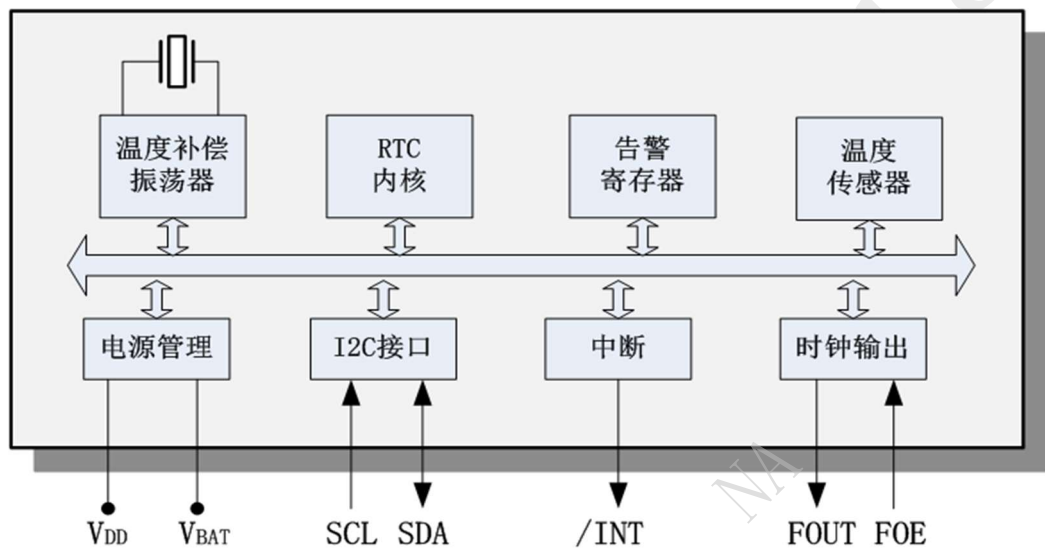 温度补偿
振荡器
RTC
内核
告警
寄存器
温度
传感器
电源管理
I2C接口
中断
时钟输出
VDD
VBAT
SCL
SDA
/INT
FOUT
FOE
NA